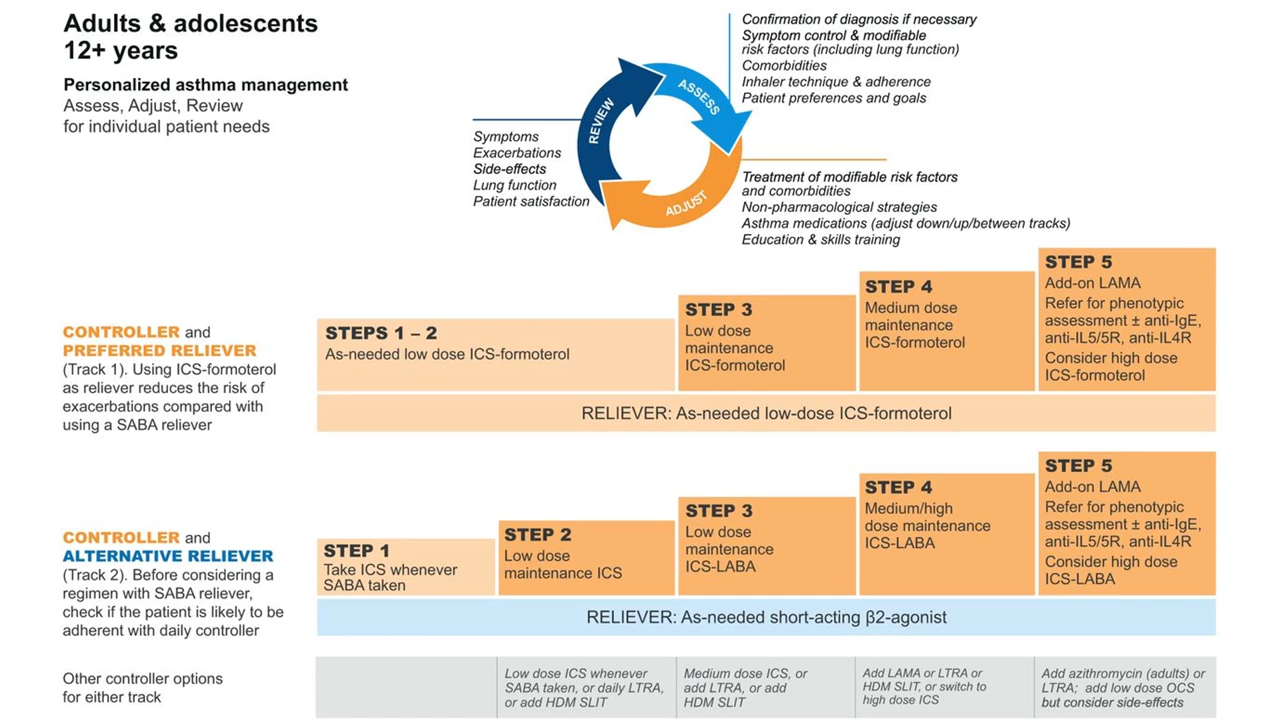 Adults & adolescents
12+ years
Personalized asthma management
Assess, Adjust, Review
for individual patient needs
Confirmation of diagnosis if necessary
Symptom control & modifiable
risk factors (including lung function)
Comorbidities
Inhaler technique & adherence
Patient preferences and goals
REVIEW
ASSESS
ADJUST
Symptoms
Exacerbations
Side-effects
Lung function
Patient satisfaction
Treatment of modifiable risk factors
and comorbidities
Non-pharmacological strategies
Asthma medications (adjust down/up/between tracks)
Education & skills training
CONTROLLER and
PREFERRED RELIEVER
(Track 1). Using ICS-formoterol
as reliever reduces the risk of
exacerbations compared with
using a SABA reliever
STEPS 1 – 2
As-needed low dose ICS-formoterol
STEP 3
Low dose
maintenance
ICS-formoterol
STEP 4
Medium dose
maintenance
ICS-formoterol
STEP 5
Add-on LAMA
Refer for phenotypic
assessment ± anti-IgE,
anti-IL5/5R, anti-IL4R
Consider high dose
ICS-formoterol
RELIEVER: As-needed low-dose ICS-formoterol
CONTROLLER and
ALTERNATIVE RELIEVER
(Track 2). Before considering a
regimen with SABA reliever,
check if the patient is likely to be
adherent with daily controller
STEP 1
Take ICS whenever
SABA taken
STEP 2
Low dose
maintenance ICS
STEP 3
Low dose
maintenance
ICS-LABA
STEP 4
Medium/high
dose maintenance
ICS-LABA
STEP 5
Add-on LAMA
Refer for phenotypic
assessment ± anti-IgE,
anti-IL5/5R, anti-IL4R
Consider high dose
ICS-LABA
RELIEVER: As-needed short-acting β2-agonist
Other controller options
for either track
Low dose ICS whenever
SABA taken, or daily LTRA,
or add HDM SLIT
Medium dose ICS, or
add LTRA, or add
HDM SLIT
Add LAMA or LTRA or
HDM SLIT, or switch to
high dose ICS
Add azithromycin (adults) or
LTRA; add low dose OCS
but consider side-effects